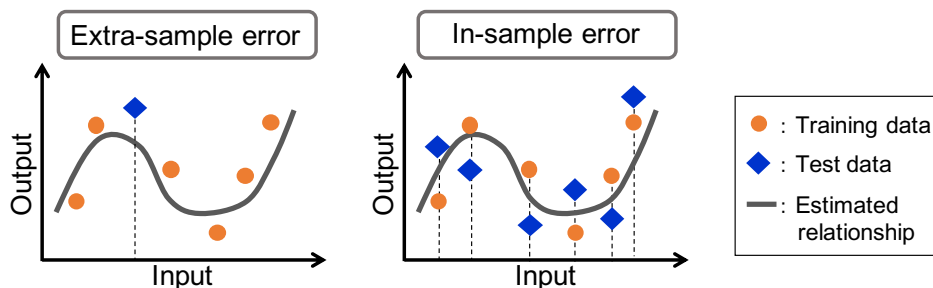 Extra-sample error
In-sample error
Output
Input
Output
Input
: Training data
: Test data
: Estimated
relationship